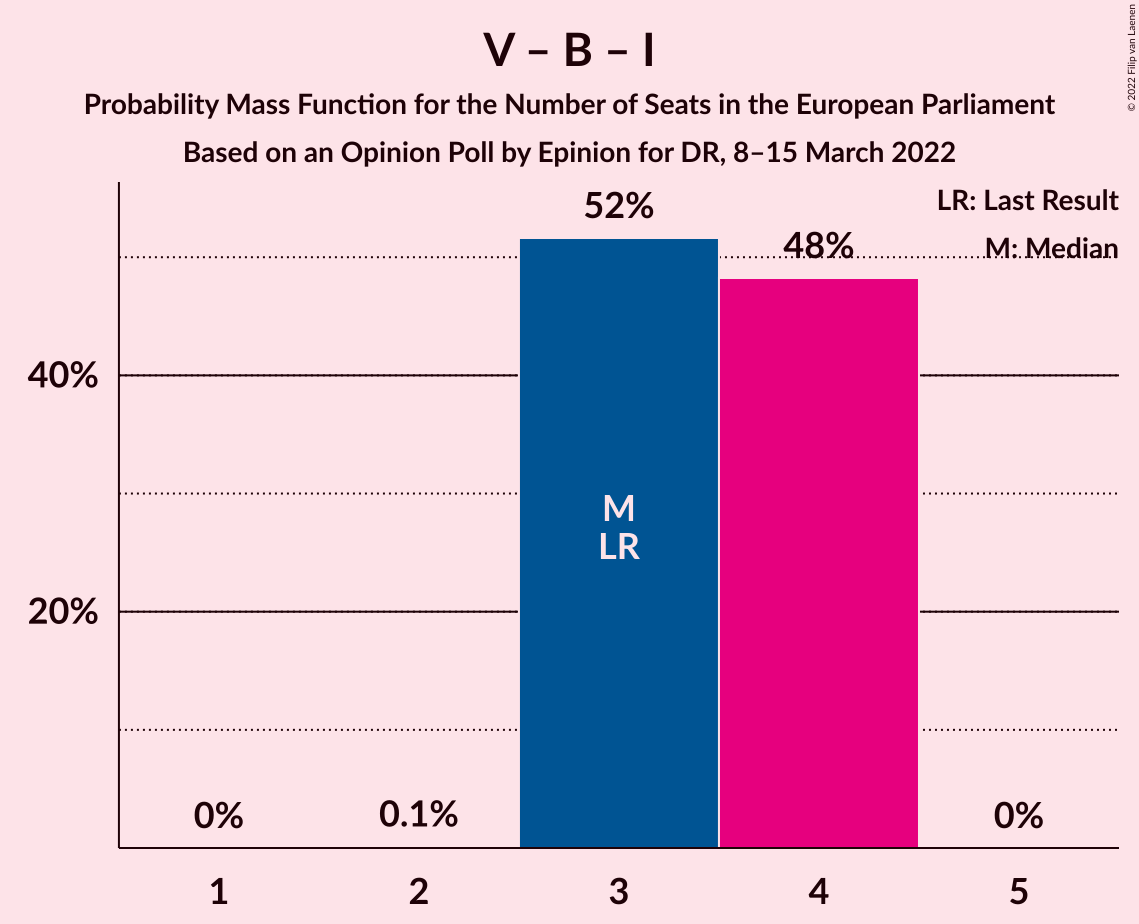 V – B – I
Probability Mass Function for the Number of Seats in the European Parliament
Based on an Opinion Poll by Epinion for DR, 8–15 March 2022
© 2022 Filip van Laenen
LR: Last Result
M: Median
52%
48%
40%
20%
M
LR
0%
0.1%
0%
1
2
3
4
5